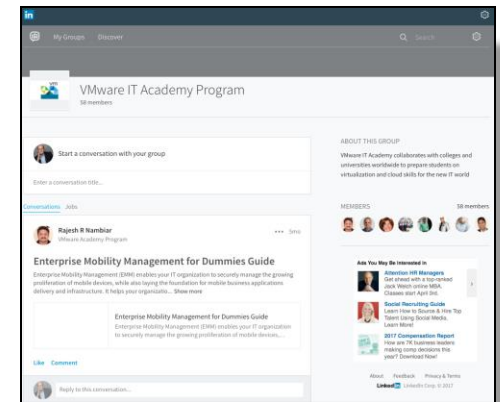 in
My Groups Discover
Search
VMware IT Academy Program
58 members
Start a conversation with your group
Enter a conversation title...
Conversations Jobs
Rajesh R Nambiar
VMware Academy Program
••• 5mo
Enterprise Mobility Management for Dummies Guide
Enterprise Mobility Management (EMM) enables your IT organization to securely manage the growing
proliferation of mobile devices, while also laying the foundation for mobile business applications
delivery and infrastructure. It helps your organizatio... Show more
Enterprise Mobility Management for Dummies Guide
Enterprise Mobility Management (EMM) enables your IT organization
to securely manage the growing proliferation of mobile devices,...
Like Comment
Reply to this conversation...
ABOUT THIS GROUP
VMware IT Academy collaborates with colleges and
universities worldwide to prepare students on
virtualization and cloud skills for the new IT world
MEMBERS 58 members
Ads You May Be Interested in
Attention HR Managers
Get ahead with a top-ranked
Jack Welch online MBA.
Classes start April 3rd.
Social Recruiting Guide
Learn How to Source & Hire Top
Talent Using Social Media.
Learn More!
2017 Compensation Report
How are 7K business leaders
making comp decisions this
year? Download Now!
About Feedback Privacy & Terms
LinkedIn LinkedIn Corp. © 2017